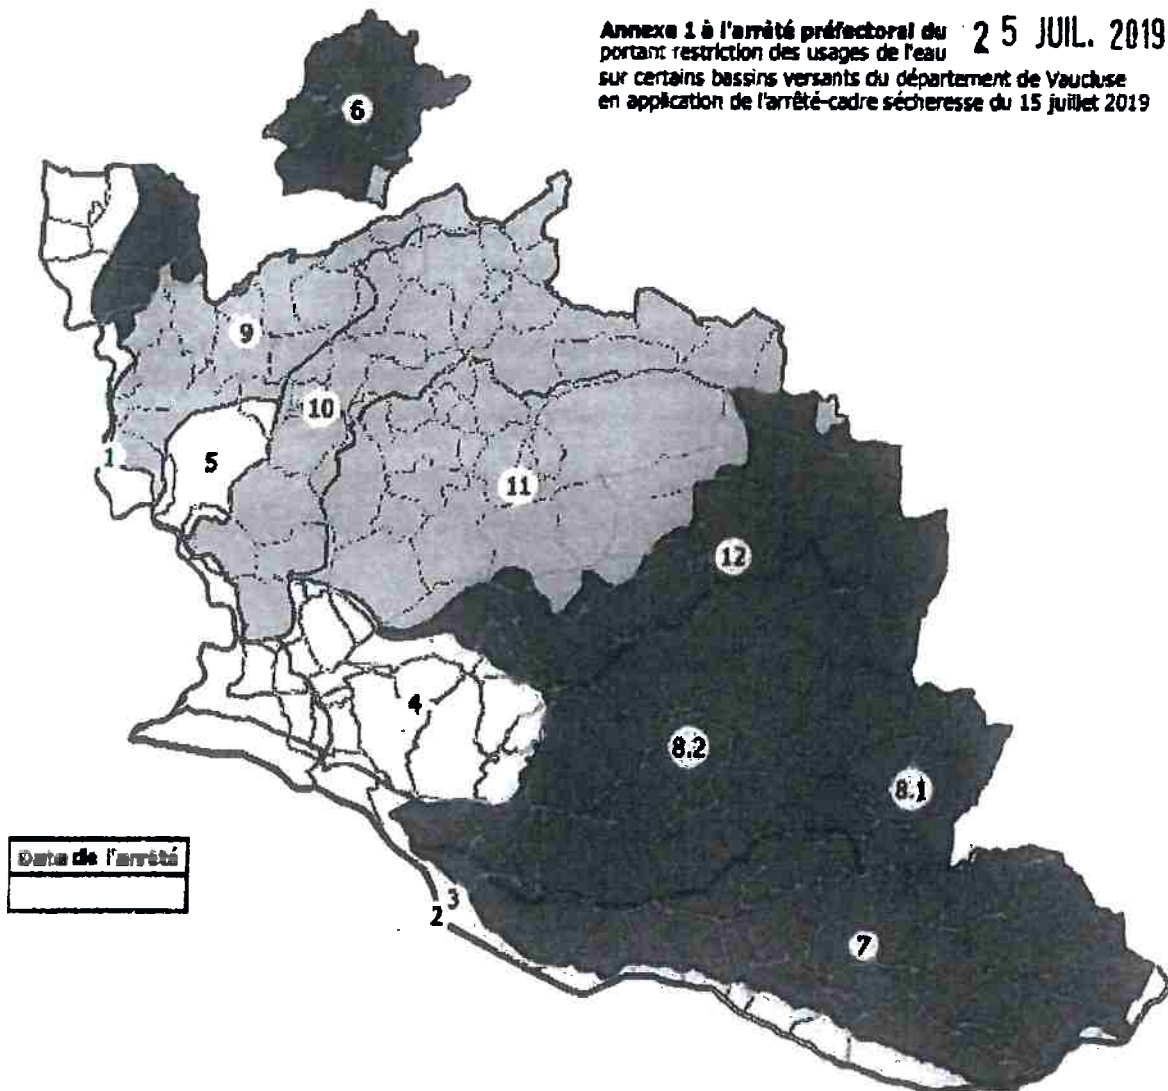 Annexe 1 à l'arrêté préfectoral du 25 JUIL. 2019
portant restriction des usages de l'eau
sur certains bassins versants du département de Vaucluse
en application de l'arrêté-cadre sécheresse du 15 juillet 2019
6
9
10
1
5
11
12
4
8.2
8.1
Date de l'arrêté
3
2
7